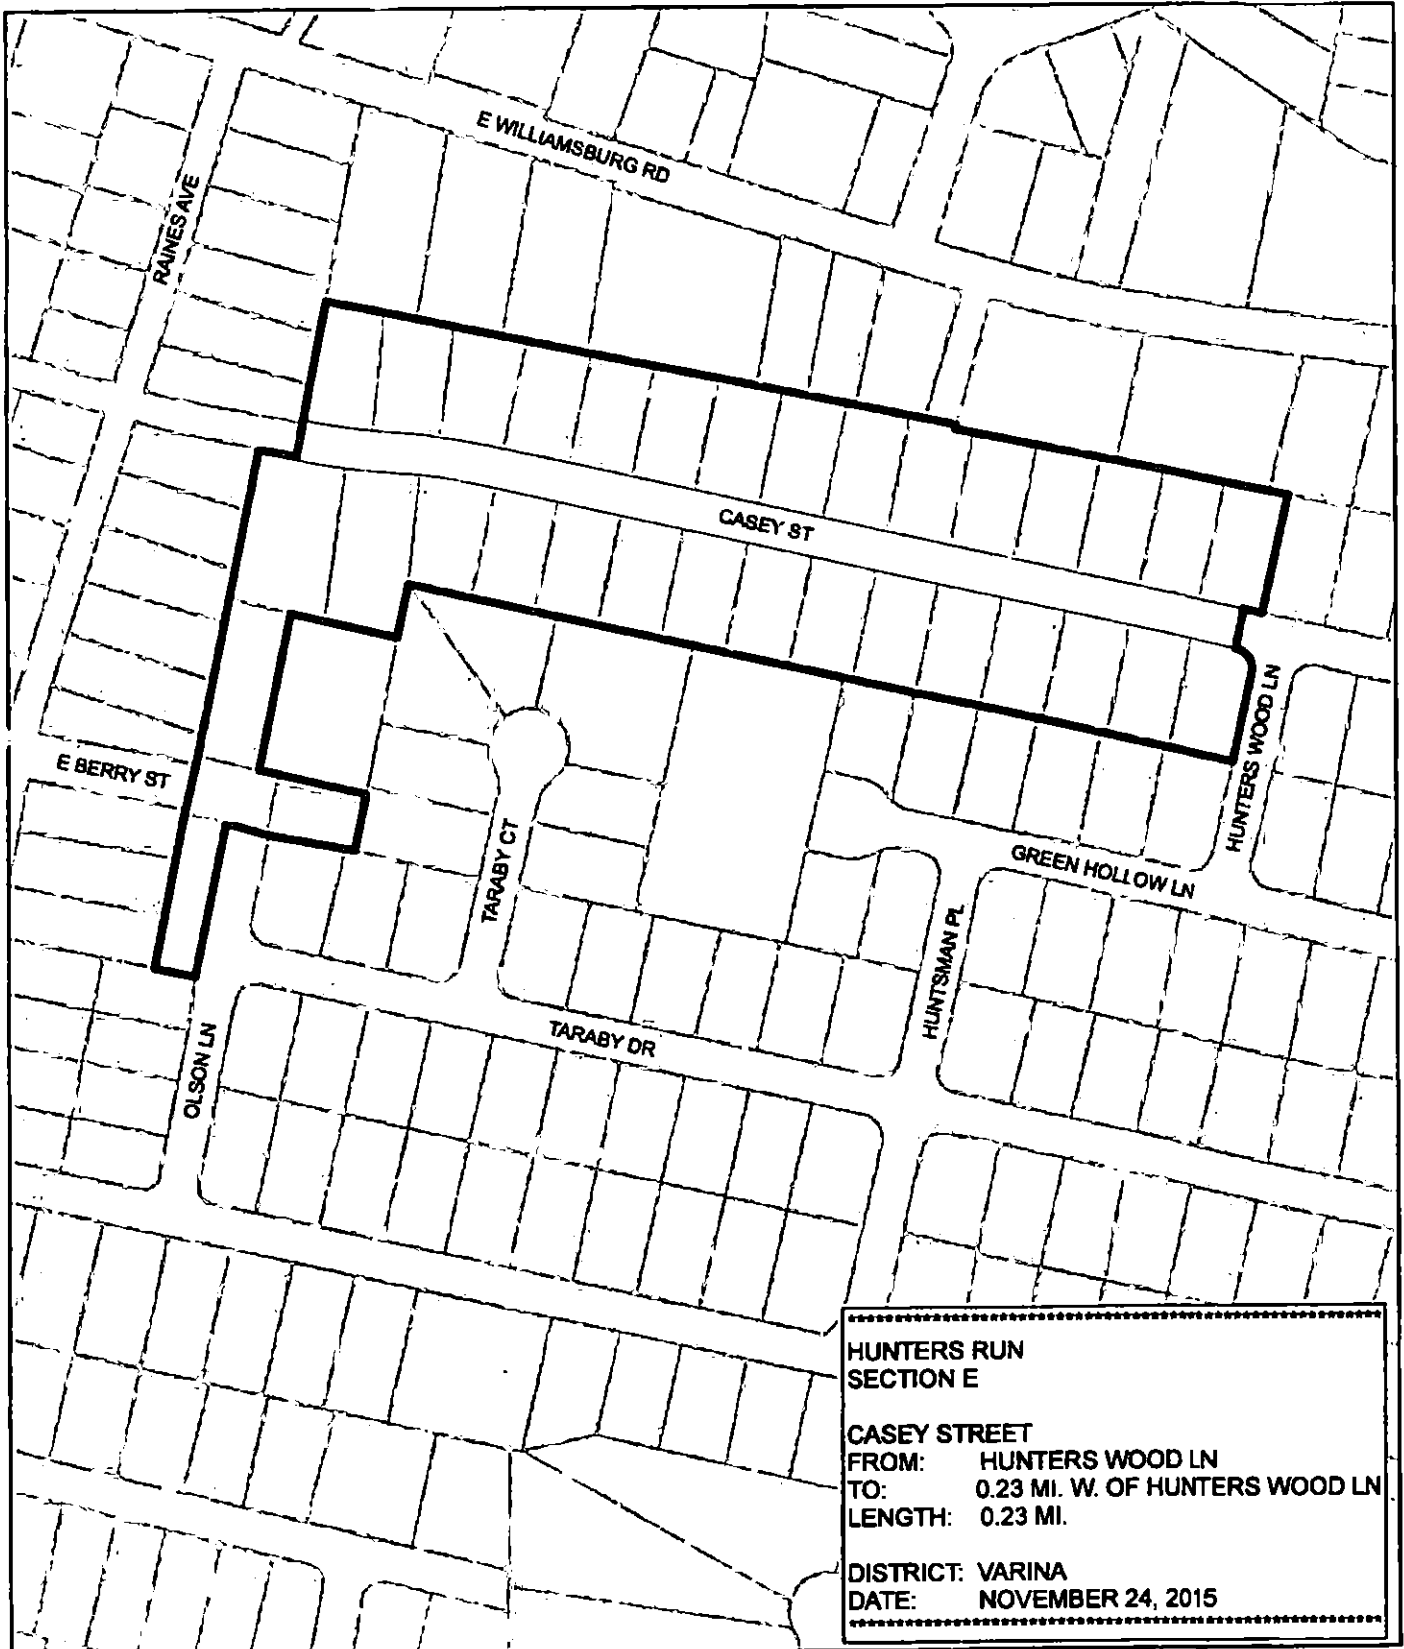 E WILLIAMSBURG RD
RAINES AVE
CASEY ST
HUNTERS WOOD LN
E BERRY ST
TARABY CT
GREEN HOLLOW LN
HUNTSMAN PL
TARABY DR
OLSON LN
HUNTERS RUN
SECTION E
CASEY STREET
FROM: HUNTERS WOOD LN
TO: 0.23 MI. W. OF HUNTERS WOOD LN
LENGTH: 0.23 MI.
DISTRICT: VARINA
DATE: NOVEMBER 24, 2015